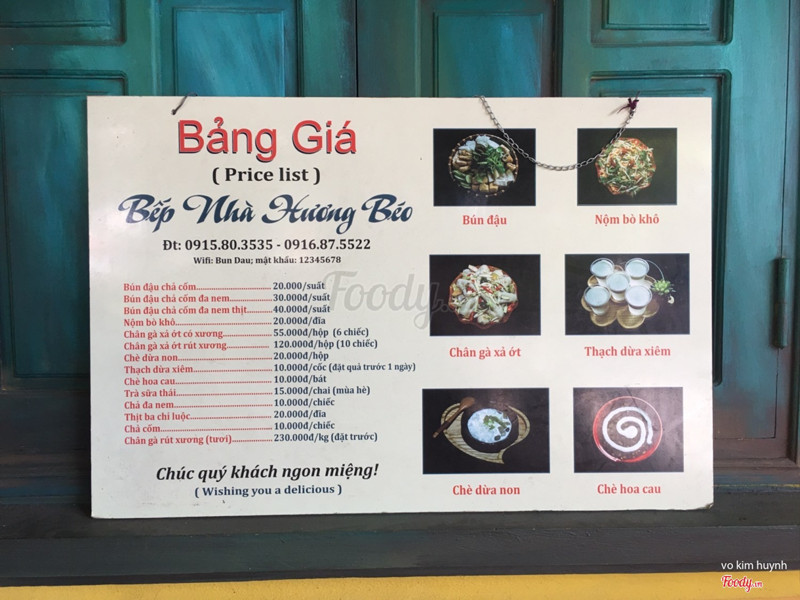 Bảng Giá
( Price list )
Bếp Nhà Hương Béo
Đt: 0915.80.3535 - 0916.87.5522
Wifi: Bun Dau; mật khẩu: 12345678
Bún đậu chả cốm 20.000/suất
Bún đậu chả cốm đa nem 30.000/suất
Bún đậu chả cốm đa nem thịt 40.000/suất
Nộm bò khô 20.000/đĩa
Chân gà xả ớt có xương 55.000/hộp (6 chiếc)
Chân gà xả ớt rút xương 120.000/hộp (10 chiếc)
Chè dừa non 20.000/hộp
Thạch dừa xiêm 10.000đ/cốc (đặt quả trước 1 ngày)
Chè hoa cau 10.000đ/bát
Trà sữa thái 15.000đ/chai (mùa hè)
Chả đa nem 10.000đ/chiếc
Thịt ba chỉ luộc 20.000đ/đĩa
Chả cốm 10.000đ/chiếc
Chân gà rút xương (tươi) 230.000đ/kg (đặt trước)
Chúc quý khách ngon miệng!
( Wishing you a delicious )
Bún đậu
Nộm bò khô
Chân gà xả ớt
Thạch dừa xiêm
Chè dừa non
Chè hoa cau
Foody.vn
vo kim huynh
Foody.vn